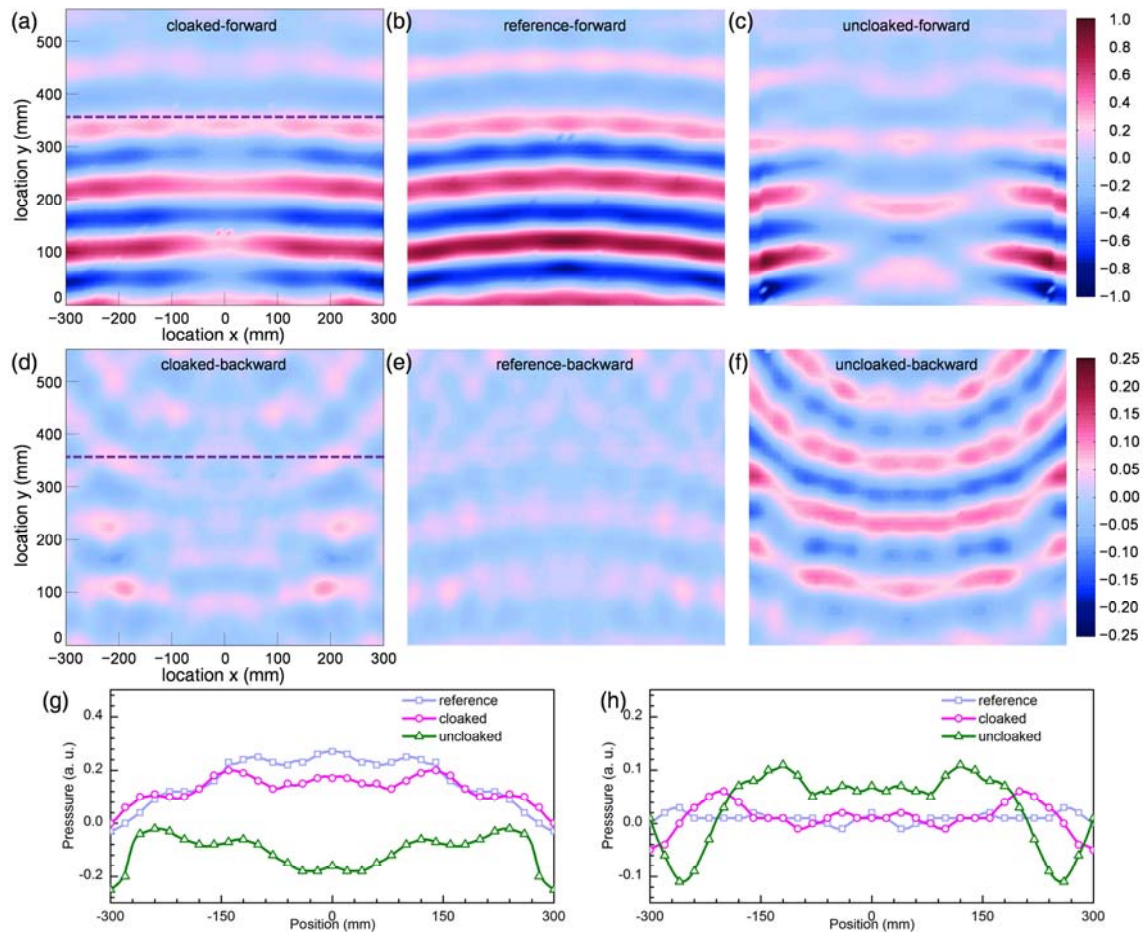 (a) cloaked-forward
(b) reference-forward
(c) uncloaked-forward
location y (mm)
500
400
300
200
100
0
−300 −200 −100 0 100 200 300
location x (mm)
1.0
0.8
0.6
0.4
0.2
0.0
−0.2
−0.4
−0.6
−0.8
−1.0
(d) cloaked-backward
(e) reference-backward
(f) uncloaked-backward
location y (mm)
500
400
300
200
100
0
−300 −200 −100 0 100 200 300
location x (mm)
0.25
0.20
0.15
0.10
0.05
0.00
−0.05
−0.10
−0.15
−0.20
−0.25
(g)
Presssure (a. u.)
0.4
0.2
0.0
-0.2
reference
cloaked
uncloaked
-300 -150 0 150 300
Position (mm)
(h)
Presssure (a. u.)
0.2
0.1
0.0
-0.1
reference
cloaked
uncloaked
-300 -150 0 150 300
Position (mm)